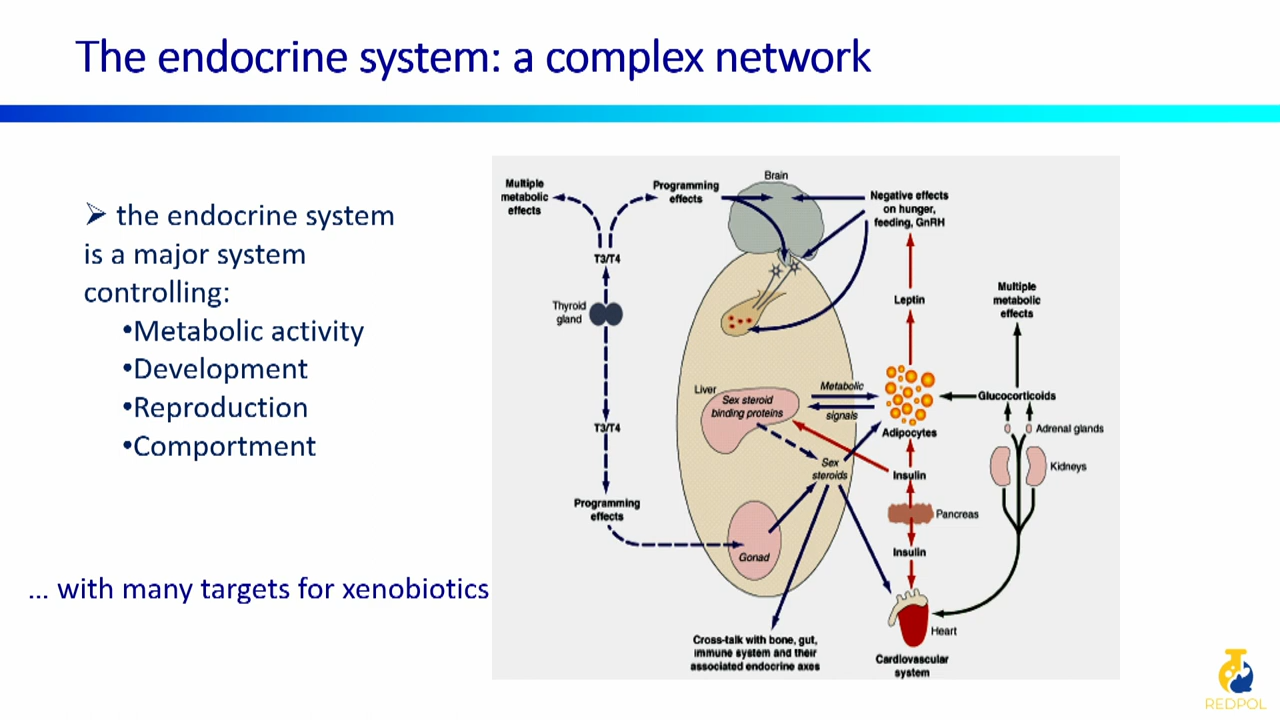 The endocrine system: a complex network
➢ the endocrine system
is a major system
controlling:
•Metabolic activity
•Development
•Reproduction
•Comportment
... with many targets for xenobiotics
Multiple
metabolic
effects
Programming
effects
Brain
Negative effects
on hunger,
feeding, GnRH
T3/T4
Thyroid
gland
Leptin
Multiple
metabolic
effects
Liver
Sex steroid
binding proteins
Metabolic
signals
Adipocytes
Glucocorticoids
Adrenal glands
T3/T4
Sex
steroids
Insulin
Kidneys
Programming
effects
Pancreas
Gonad
Insulin
Heart
Cross-talk with bone, gut,
immune system and their
associated endocrine axes
Cardiovascular
system
REDPOL